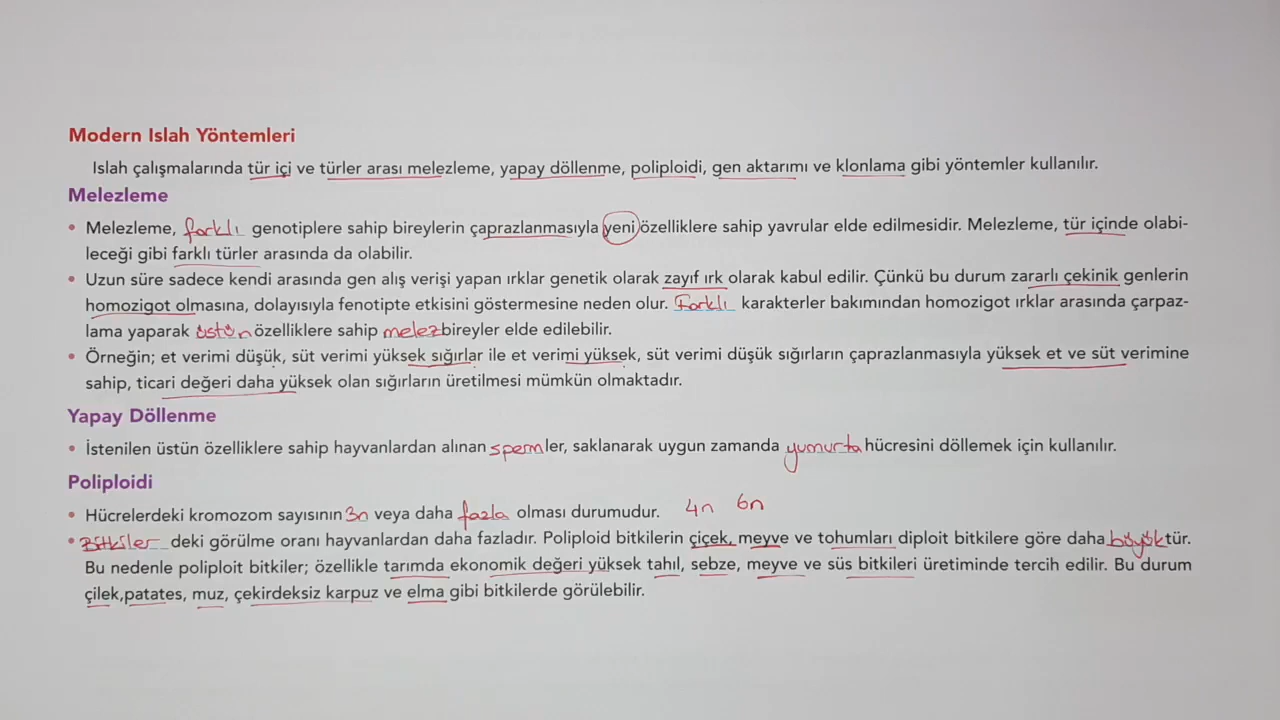 Modern Islah Yöntemleri
Islah çalışmalarında tür içi ve türler arası melezleme, yapay döllenme, poliploidi, gen aktarımı ve klonlama gibi yöntemler kullanılır.
Melezleme
• Melezleme, farklı genotiplere sahip bireylerin çaprazlanmasıyla yeni özelliklere sahip yavrular elde edilmesidir. Melezleme, tür içinde olabi-
leceği gibi farklı türler arasında da olabilir.
• Uzun süre sadece kendi arasında gen alış verişi yapan ırklar genetik olarak zayıf ırk olarak kabul edilir. Çünkü bu durum zararlı çekinik genlerin
homozigot olmasına, dolayısıyla fenotipte etkisini göstermesine neden olur. Farklı karakterler bakımından homozigot ırklar arasında çarpaz-
lama yaparak üstün özelliklere sahip melez bireyler elde edilebilir.
• Örneğin; et verimi düşük, süt verimi yüksek sığırlar ile et verimi yüksek, süt verimi düşük sığırların çaprazlanmasıyla yüksek et ve süt verimine
sahip, ticari değeri daha yüksek olan sığırların üretilmesi mümkün olmaktadır.
Yapay Döllenme
• İstenilen üstün özelliklere sahip hayvanlardan alınan spermler, saklanarak uygun zamanda yumurta hücresini döllemek için kullanılır.
Poliploidi
• Hücrelerdeki kromozom sayısının 3n veya daha fazla olması durumudur. 4n 6n
• Bitkiler deki görülme oranı hayvanlardan daha fazladır. Poliploid bitkilerin çiçek, meyve ve tohumları diploit bitkilere göre daha büyüktür.
Bu nedenle poliploit bitkiler; özellikle tarımda ekonomik değeri yüksek tahıl, sebze, meyve ve süs bitkileri üretiminde tercih edilir. Bu durum
çilek,patates, muz, çekirdeksiz karpuz ve elma gibi bitkilerde görülebilir.